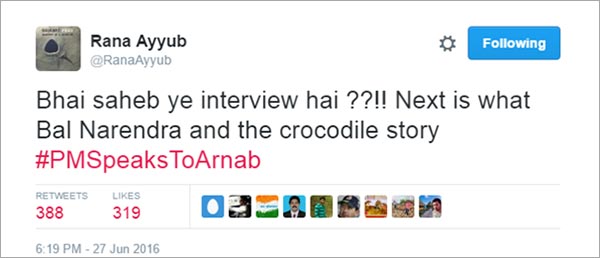 Rana Ayyub
@RanaAyyub
Following
Bhai saheb ye interview hai ??!! Next is what
Bal Narendra and the crocodile story
#PMSpeaksToArnab
RETWEETS LIKES
388 319
6:19 PM - 27 Jun 2016